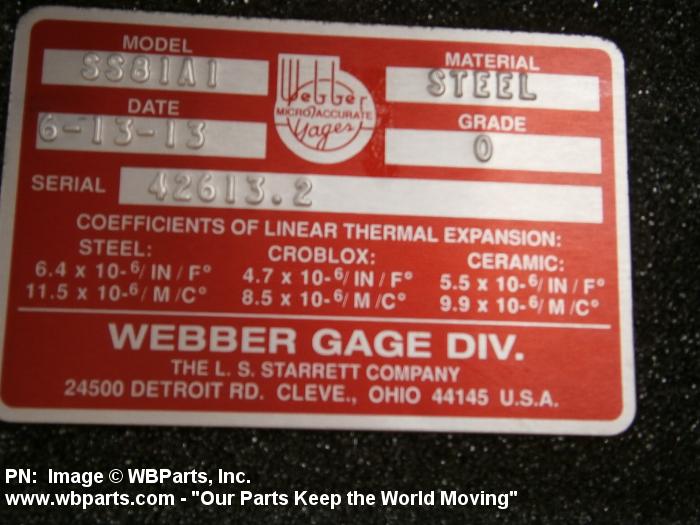 MODEL
SS81A1
MATERIAL
STEEL
DATE
6-13-13
GRADE
0
Webber
MICRO ACCURATE
Gages
SERIAL 42613.2
COEFFICIENTS OF LINEAR THERMAL EXPANSION:
STEEL:
6.4 x 10-6/ IN / F°
11.5 x 10-6/ M /C°
CROBLOX:
4.7 x 10-6/ IN / F°
8.5 x 10-6/ M /C°
CERAMIC:
5.5 x 10-6/ IN / F°
9.9 x 10-6/ M /C°
WEBBER GAGE DIV.
THE L. S. STARRETT COMPANY
24500 DETROIT RD. CLEVE., OHIO 44145 U.S.A.
PN: Image © WBParts, Inc.
www.wbparts.com - "Our Parts Keep the World Moving"